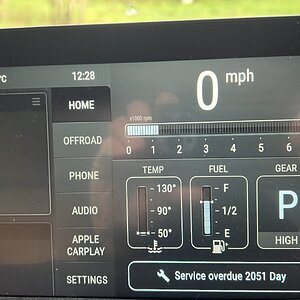 °C
12:28
HOME
OFFROAD
PHONE
AUDIO
APPLE
CARPLAY
SETTINGS
0 mph
x1000 rpm
0 1 2 3 4 5 6
TEMP
130°
90°
50°
FUEL
F
1/2
E
GEAR
P
HIGH
Service overdue 2051 Day